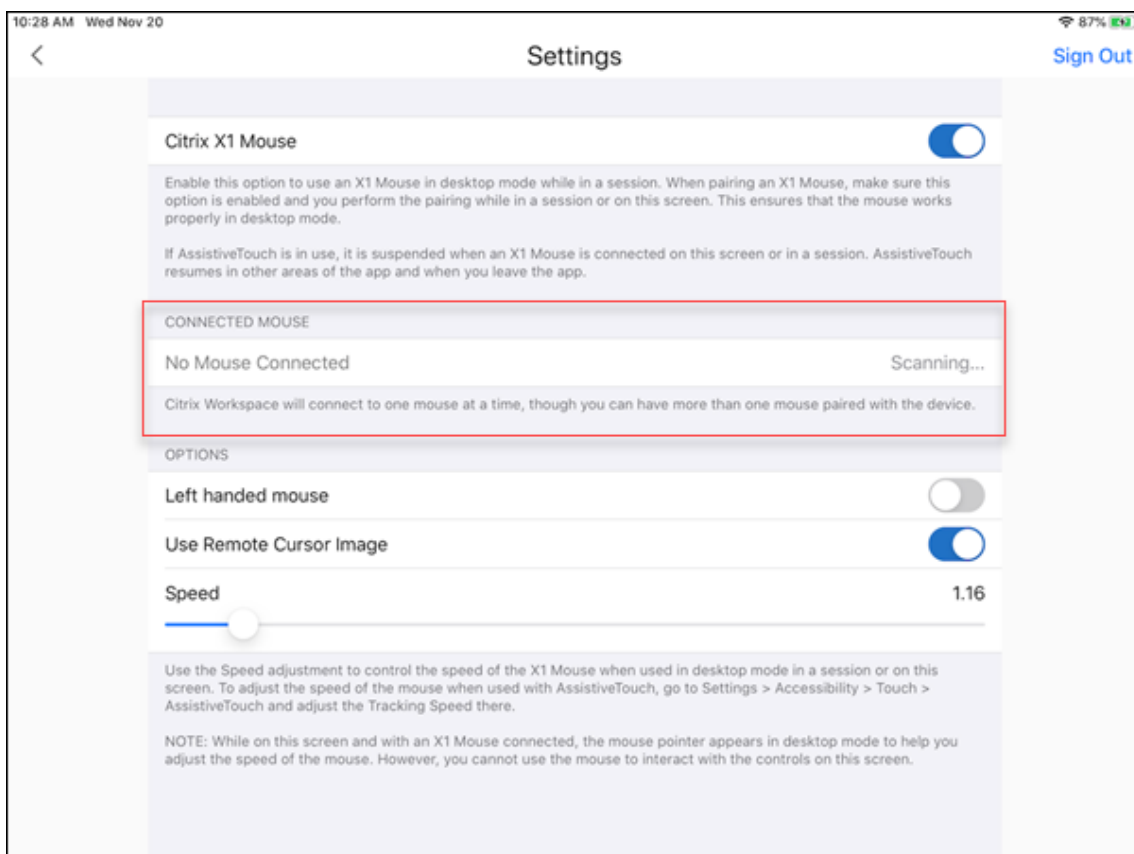 10:28 AM Wed Nov 20
87%
Settings
Sign Out
Citrix X1 Mouse
Enable this option to use an X1 Mouse in desktop mode while in a session. When pairing an X1 Mouse, make sure this
option is enabled and you perform the pairing while in a session or on this screen. This ensures that the mouse works
properly in desktop mode.
If AssistiveTouch is in use, it is suspended when an X1 Mouse is connected on this screen or in a session. AssistiveTouch
resumes in other areas of the app and when you leave the app.
CONNECTED MOUSE
No Mouse Connected
Scanning...
Citrix Workspace will connect to one mouse at a time, though you can have more than one mouse paired with the device.
OPTIONS
Left handed mouse
Use Remote Cursor Image
Speed
1.16
Use the Speed adjustment to control the speed of the X1 Mouse when used in desktop mode in a session or on this
screen. To adjust the speed of the mouse when used with AssistiveTouch, go to Settings > Accessibility > Touch >
AssistiveTouch and adjust the Tracking Speed there.
NOTE: While on this screen and with an X1 Mouse connected, the mouse pointer appears in desktop mode to help you
adjust the speed of the mouse. However, you cannot use the mouse to interact with the controls on this screen.